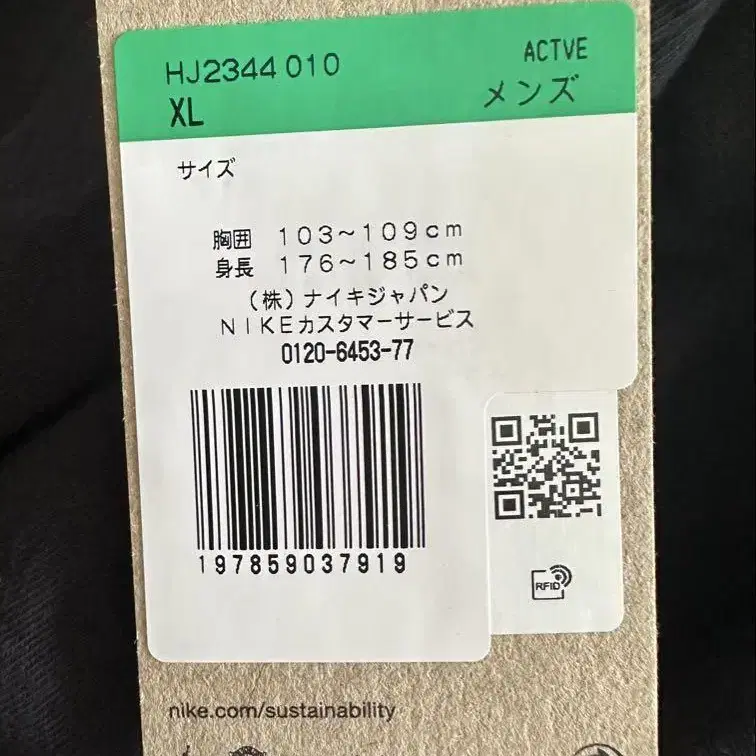 HJ2344 010
ACTVE
XL
メンズ
サイズ
胸囲 103~109cm
身長 176~185cm
(株)ナイキジャパン
NIKEカスタマーサービス
0120-6453-77
197859037919
RFID
nike.com/sustainability